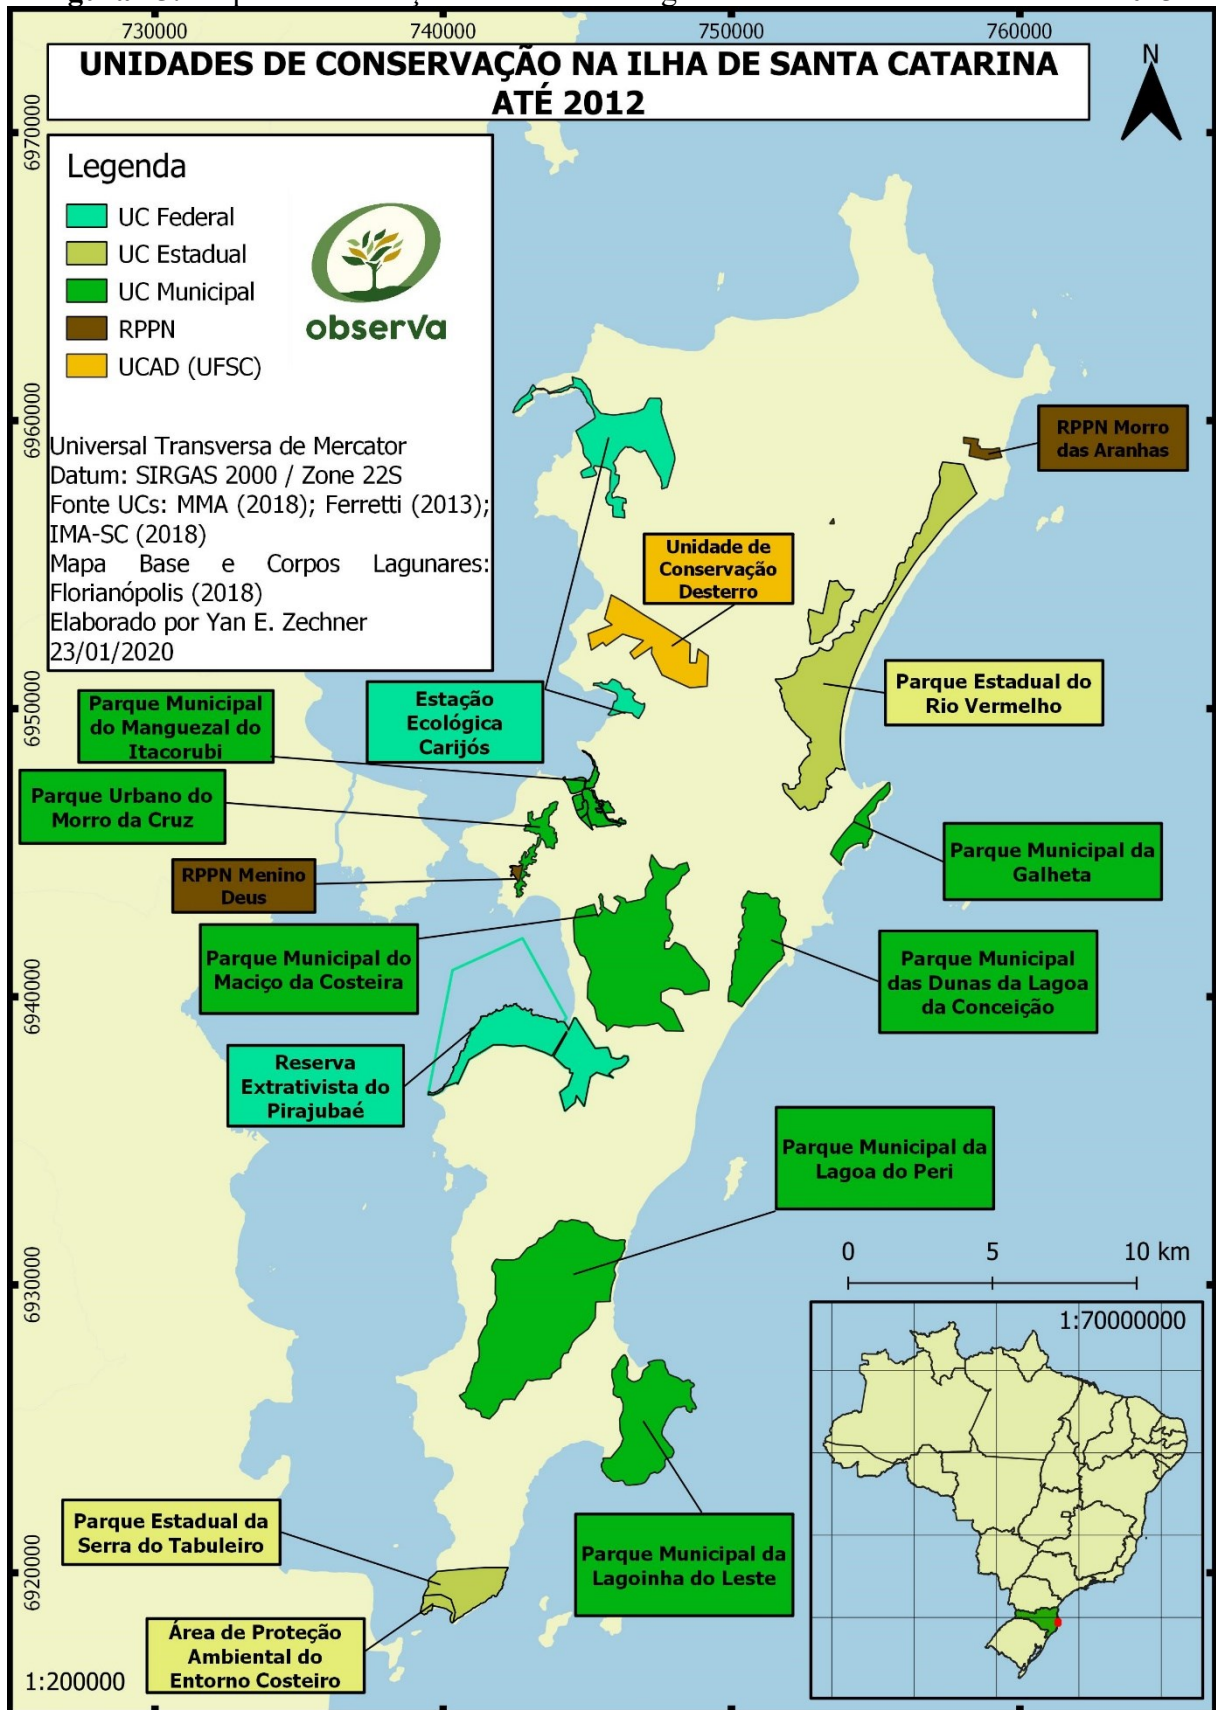 730000
740000
750000
760000
UNIDADES DE CONSERVAÇÃO NA ILHA DE SANTA CATARINA
ATÉ 2012
N
6970000
6960000
6950000
6940000
6930000
6920000
Legenda
UC Federal
UC Estadual
UC Municipal
RPPN
UCAD (UFSC)
observa
Universal Transversa de Mercator
Datum: SIRGAS 2000 / Zone 22S
Fonte UCs: MMA (2018); Ferretti (2013);
IMA-SC (2018)
Mapa Base e Corpos Lagunares:
Florianópolis (2018)
Elaborado por Yan E. Zechner
23/01/2020
RPPN Morro
das Aranhas
Unidade de
Conservação
Desterro
Parque Estadual do
Rio Vermelho
Estação
Ecológica
Carijós
Parque Municipal
do Manguezal do
Itacorubi
Parque Urbano do
Morro da Cruz
RPPN Menino
Deus
Parque Municipal da
Galheta
Parque Municipal do
Maciço da Costeira
Parque Municipal
das Dunas da Lagoa
da Conceição
Reserva
Extrativista do
Pirajubaé
Parque Municipal da
Lagoa do Peri
0 5 10 km
1:70000000
Parque Estadual da
Serra do Tabuleiro
Parque Municipal da
Lagoinha do Leste
Área de Proteção
Ambiental do
Entorno Costeiro
1:200000